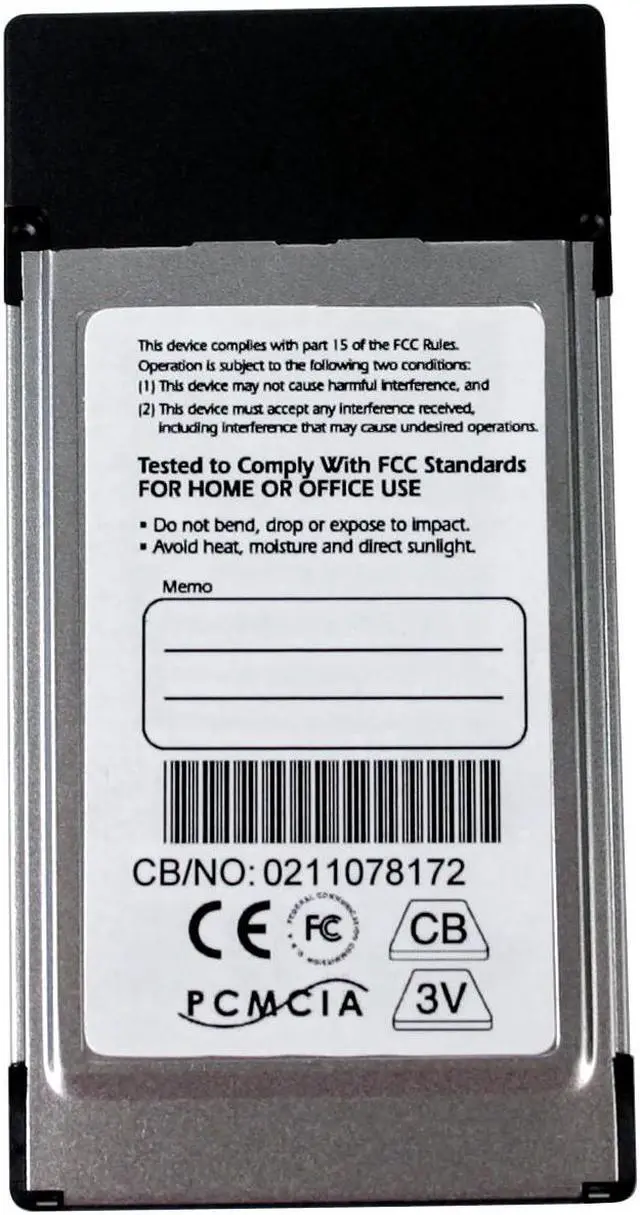 This device complies with part 15 of the FCC Rules.
Operation is subject to the following two conditions:
(1) This device may not cause harmful interference, and
(2) This device must accept any interference received,
including interference that may cause undesired operations.
Tested to Comply With FCC Standards
FOR HOME OR OFFICE USE
▪ Do not bend, drop or expose to impact.
▪ Avoid heat, moisture and direct sunlight.
Memo
CB/NO: 0211078172
CE
FEDERAL COMMUNICATION COMMISSION U.S.A
FC
CB
PCMCIA
3V